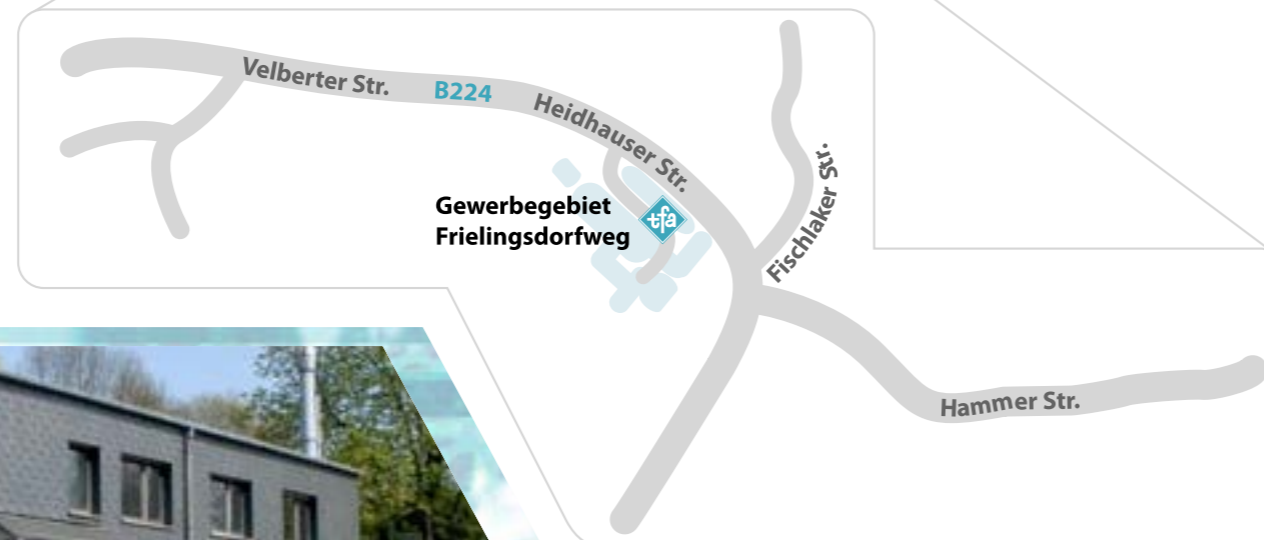 Velberter Str.
B224
Heidhauser Str.
Fischlaker Str.
Gewerbegebiet
Frielingsdorfweg
tfa
Hammer Str.